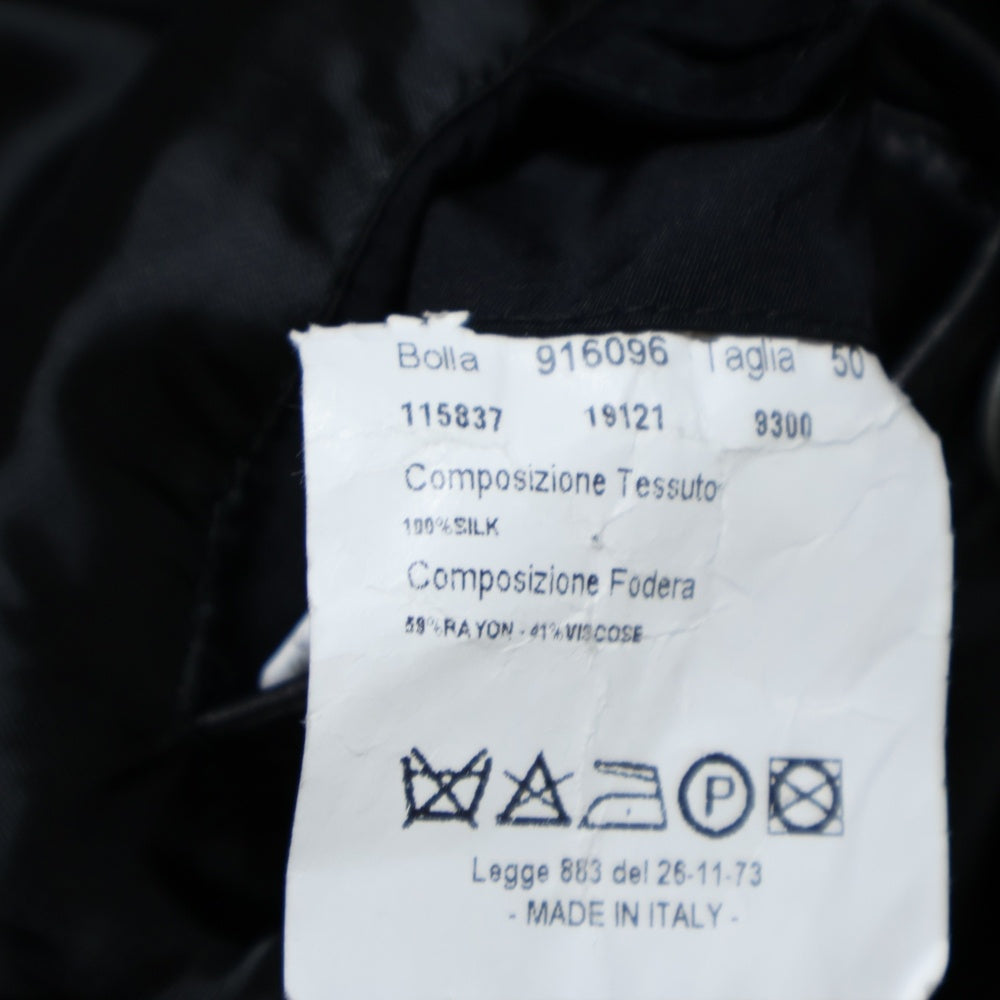 Bolla 916096 Taglia 50
115837 19121 9300
Composizione Tessuto
100%SILK
Composizione Fodera
59%RAYON - 41%VISCOSE
P
Legge 883 del 26-11-73
- MADE IN ITALY -